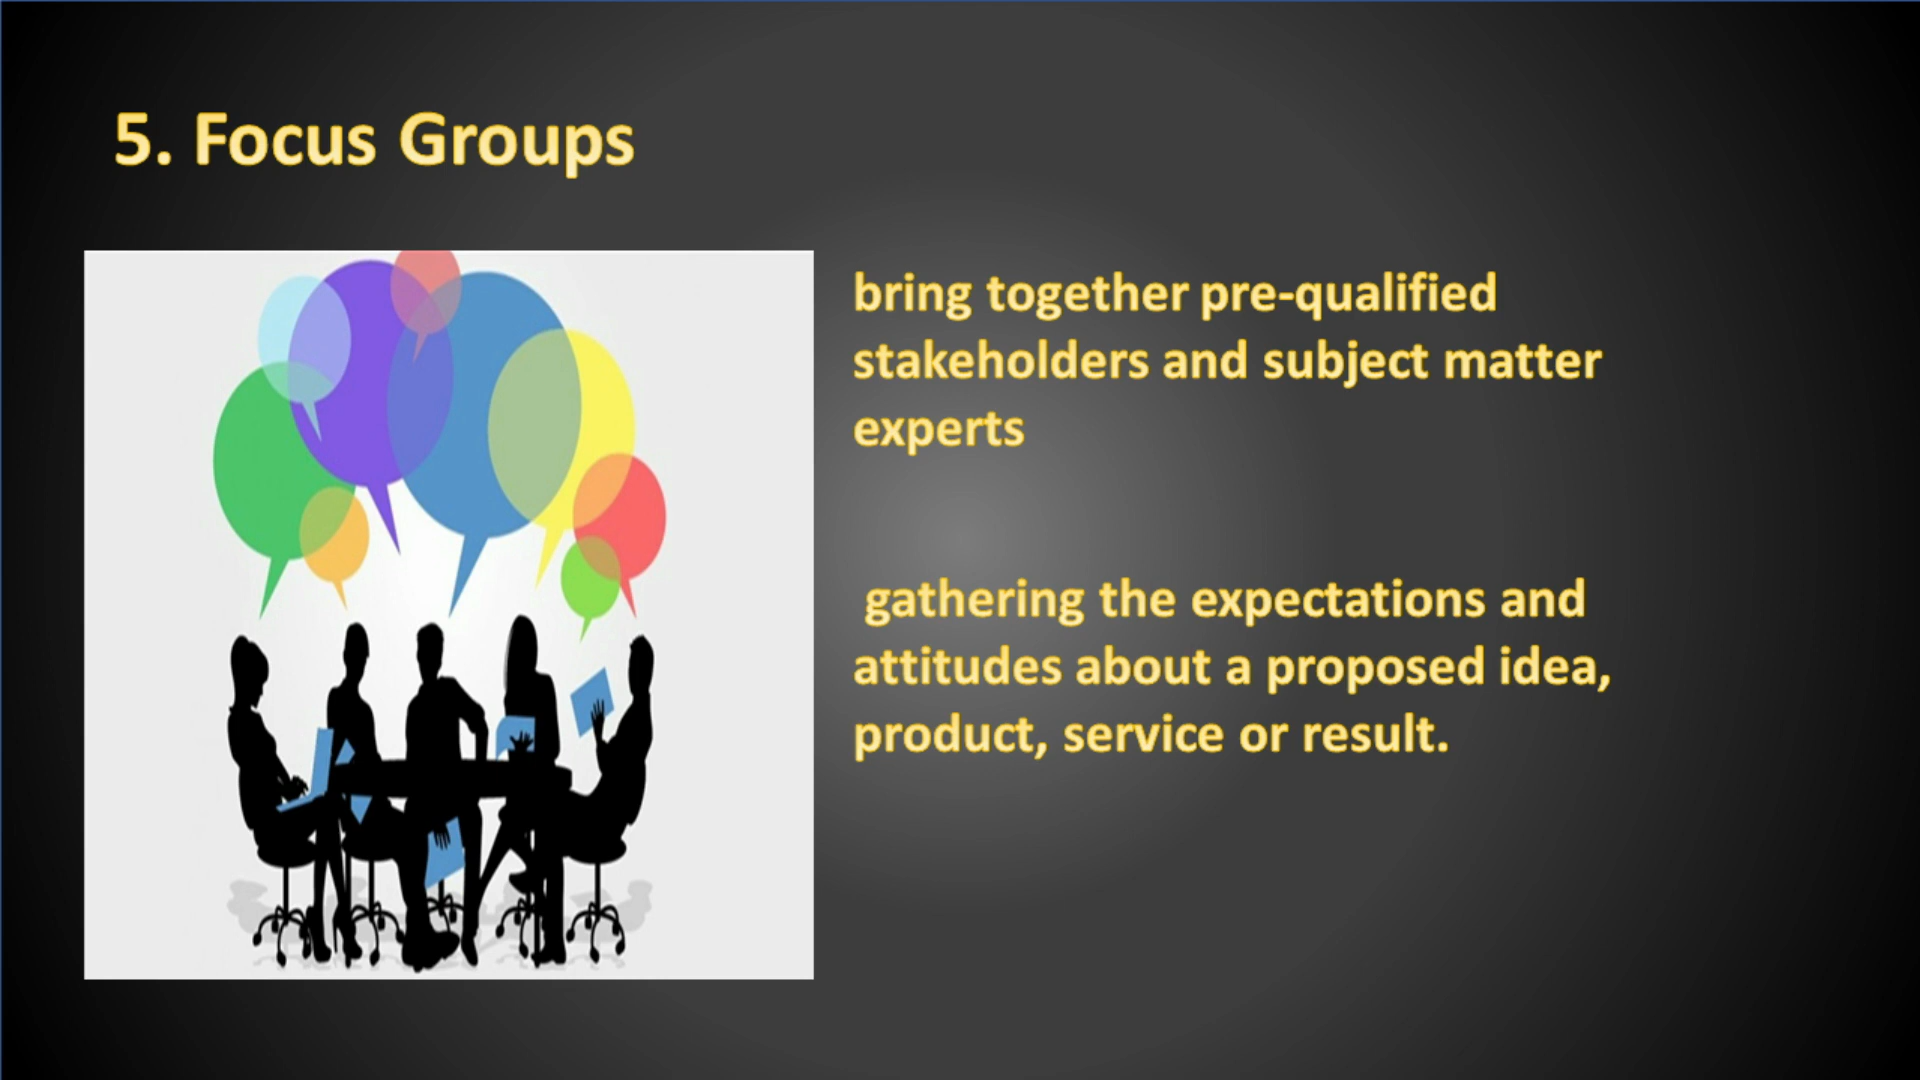 5. Focus Groups
bring together pre-qualified
stakeholders and subject matter
experts
gathering the expectations and
attitudes about a proposed idea,
product, service or result.